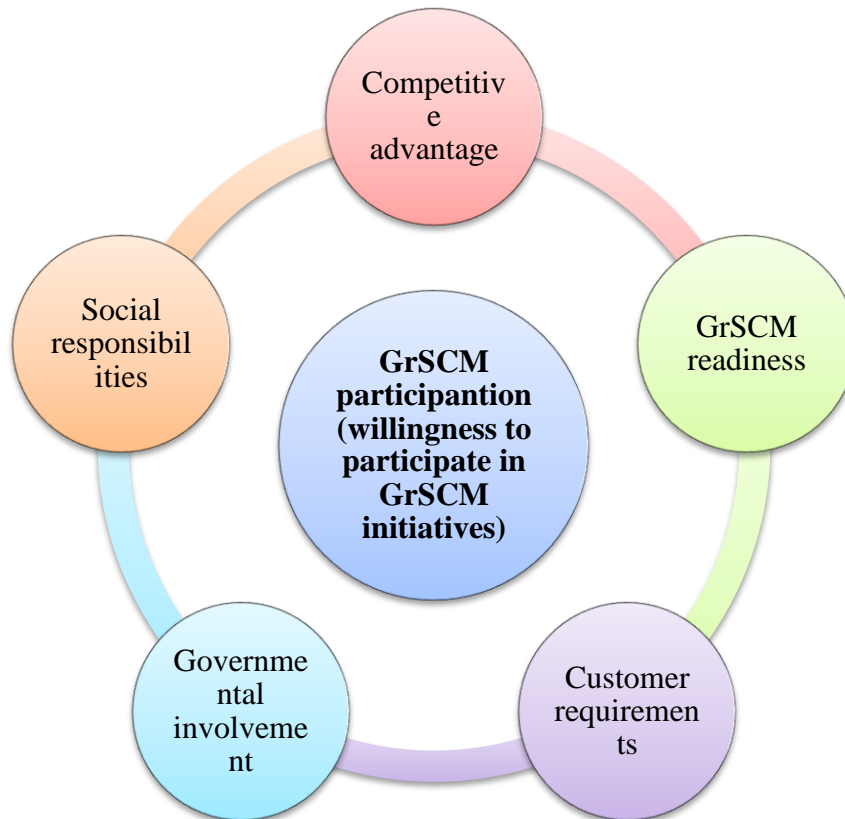 Competitiv
e
advantage
Social
responsibil
ities
GrSCM
readiness
GrSCM
participantion
(willingness to
participate in
GrSCM
initiatives)
Governme
ntal
involveme
nt
Customer
requiremen
ts